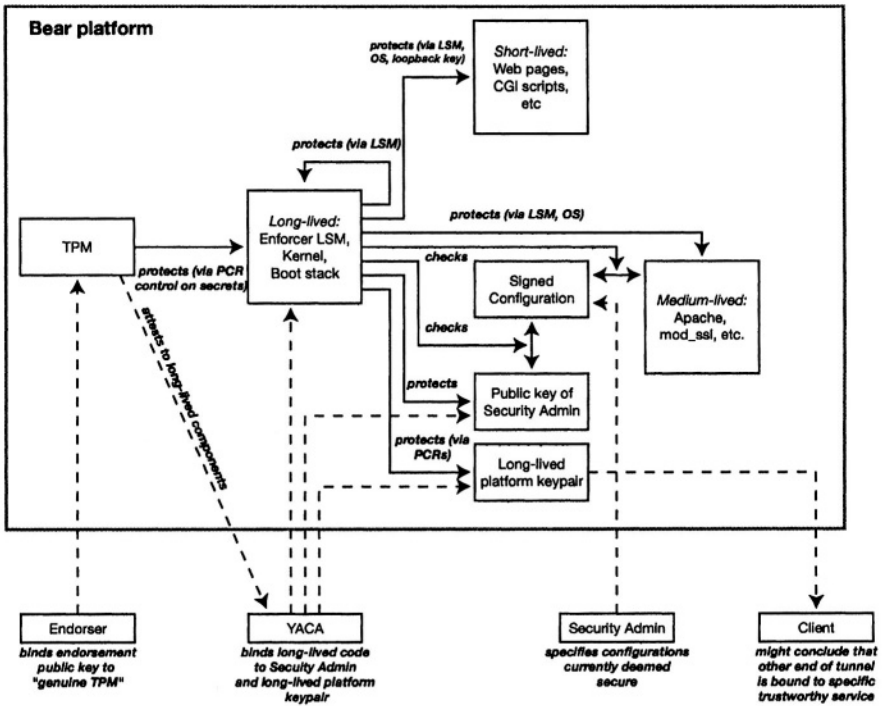 Bear platform
protects (via LSM,
OS, loopback key)
Short-lived:
Web pages,
CGI scripts,
etc
protects (via LSM)
Long-lived:
Enforcer LSM,
Kernel,
Boot stack
TPM
protects (via PCR
control on secrets)
protects (via LSM, OS)
checks
Signed
Configuration
Medium-lived:
Apache,
mod_ssl, etc.
checks
protects
Public key of
Security Admin
attests to long-lived components
protects (via
PCRs)
Long-lived
platform keypair
Endorser
binds endorsement
public key to
"genuine TPM"
YACA
binds long-lived code
to Secuity Admin
and long-lived platform
keypair
Security Admin
specifies configurations
currently deemed
secure
Client
might conclude that
other end of tunnel
is bound to specific
trustworthy service